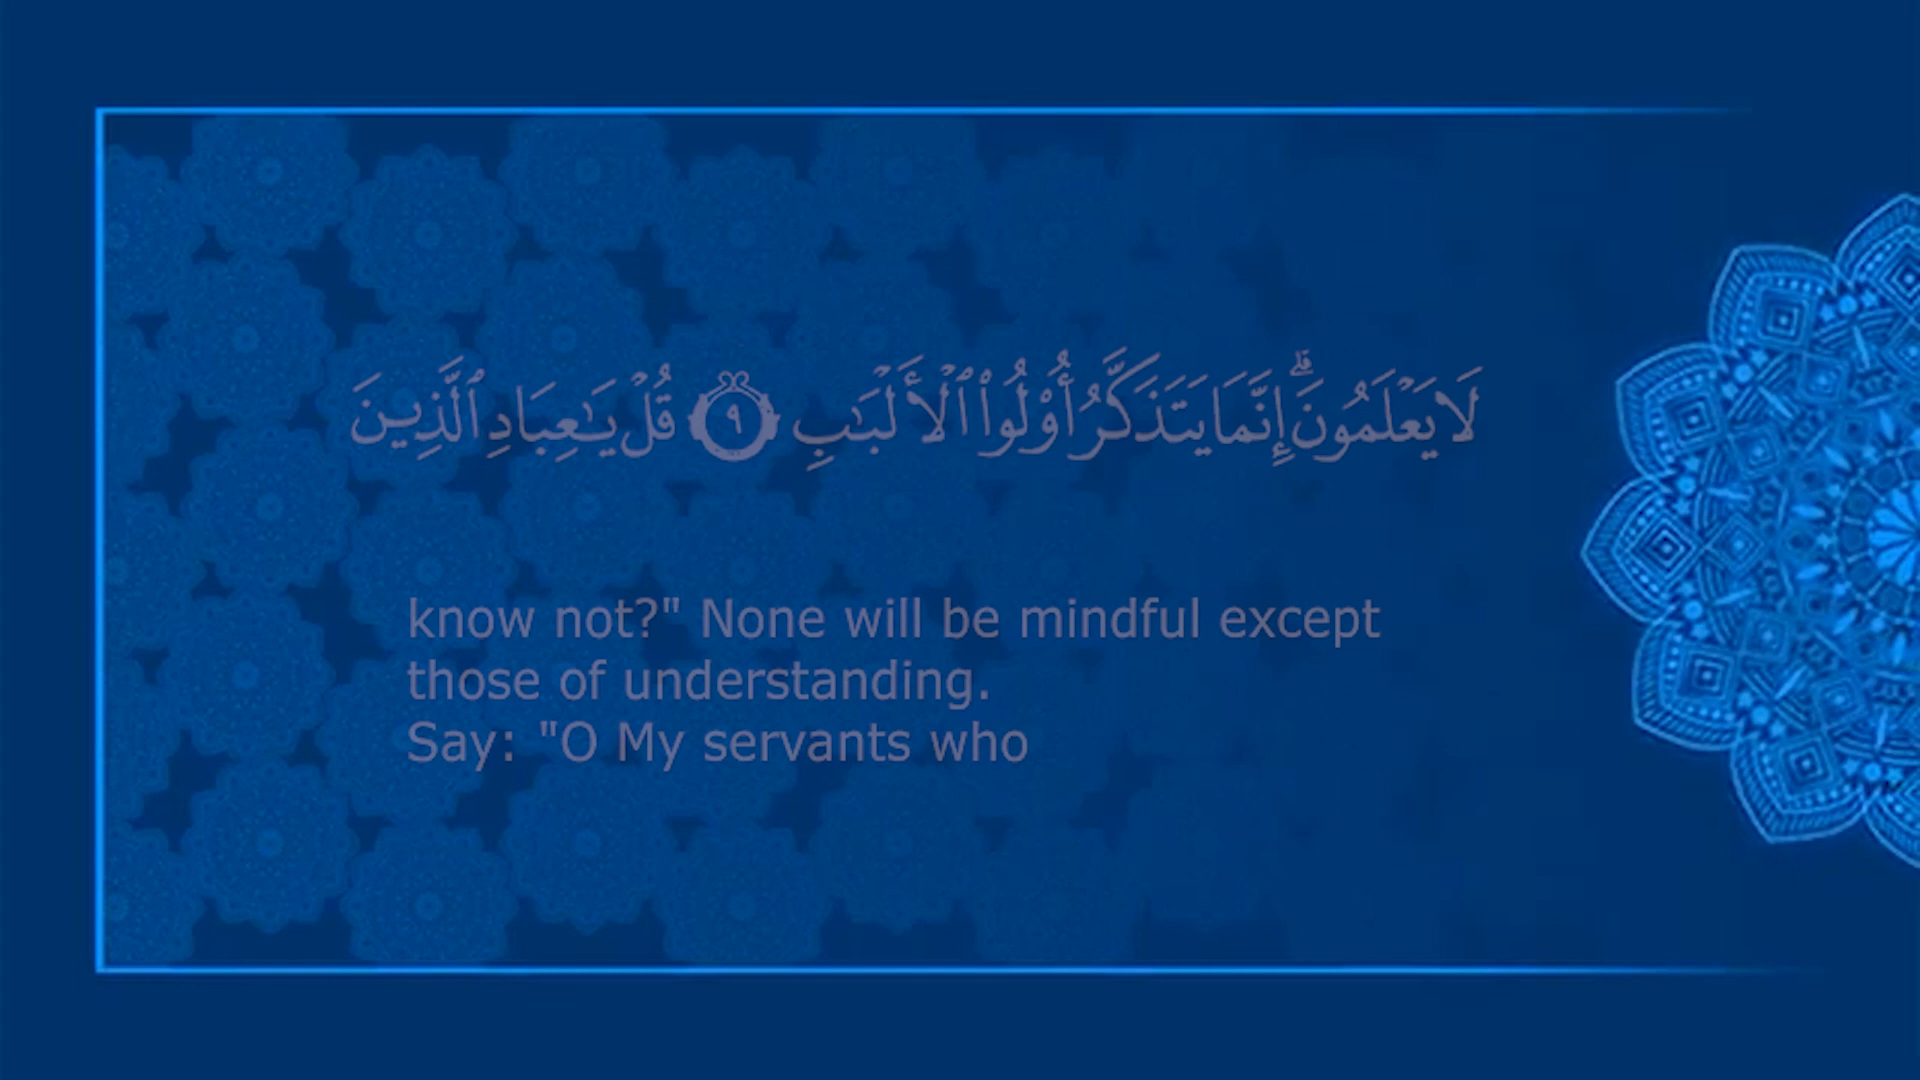 لَا يَعْلَمُونَ ۗ إِنَّمَا يَتَذَكَّرُ أُو۟لُوا۟ ٱلْأَلْبَـٰبِ ٩ قُلْ يَـٰعِبَادِ ٱلَّذِينَ
know not?" None will be mindful except
those of understanding.
Say: "O My servants who